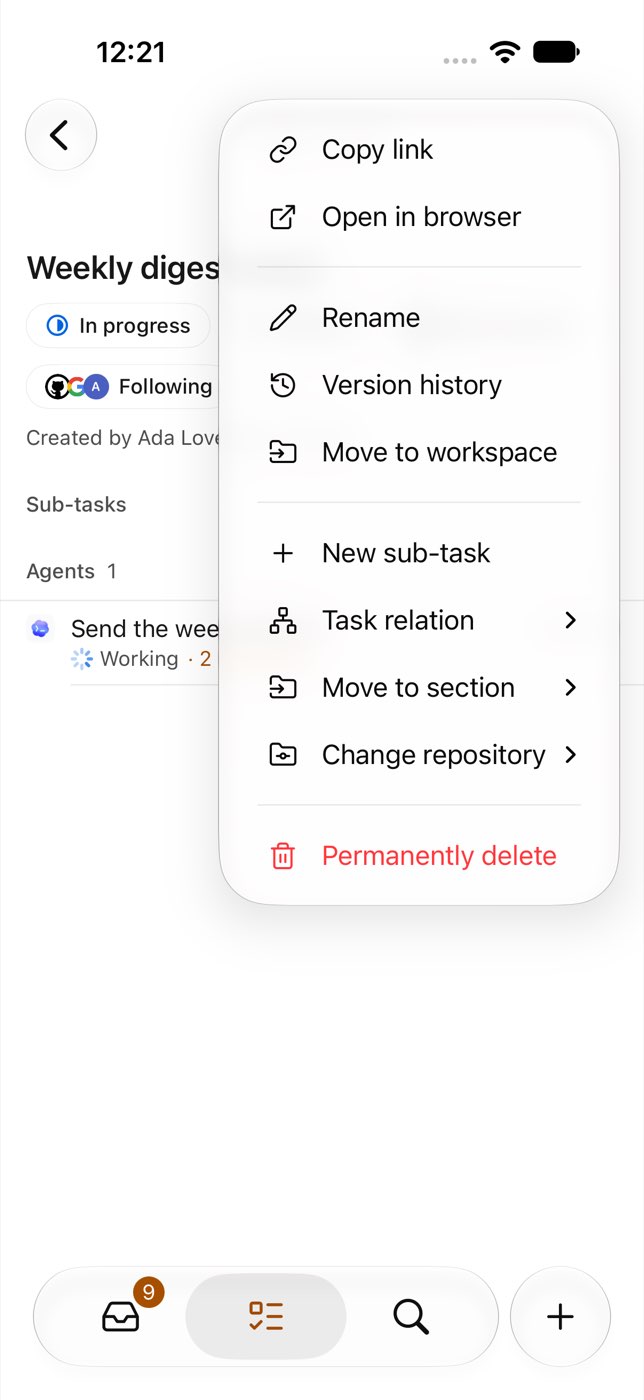 12:21
Copy link
Open in browser
Weekly diges
Rename
In progress
Version history
A Following
Created by Ada Love
Move to workspace
Sub-tasks
New sub-task
Agents 1
Task relation
Send the wee
Working · 2
Move to section
Change repository
Permanently delete
9